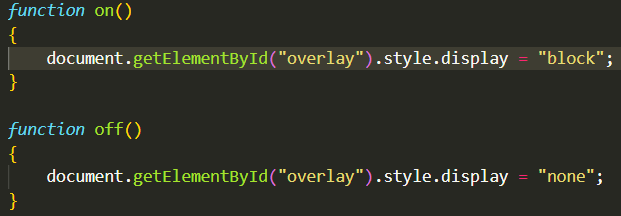 function on()
{
    document.getElementById("overlay").style.display = "block";
}

function off()
{
    document.getElementById("overlay").style.display = "none";
}